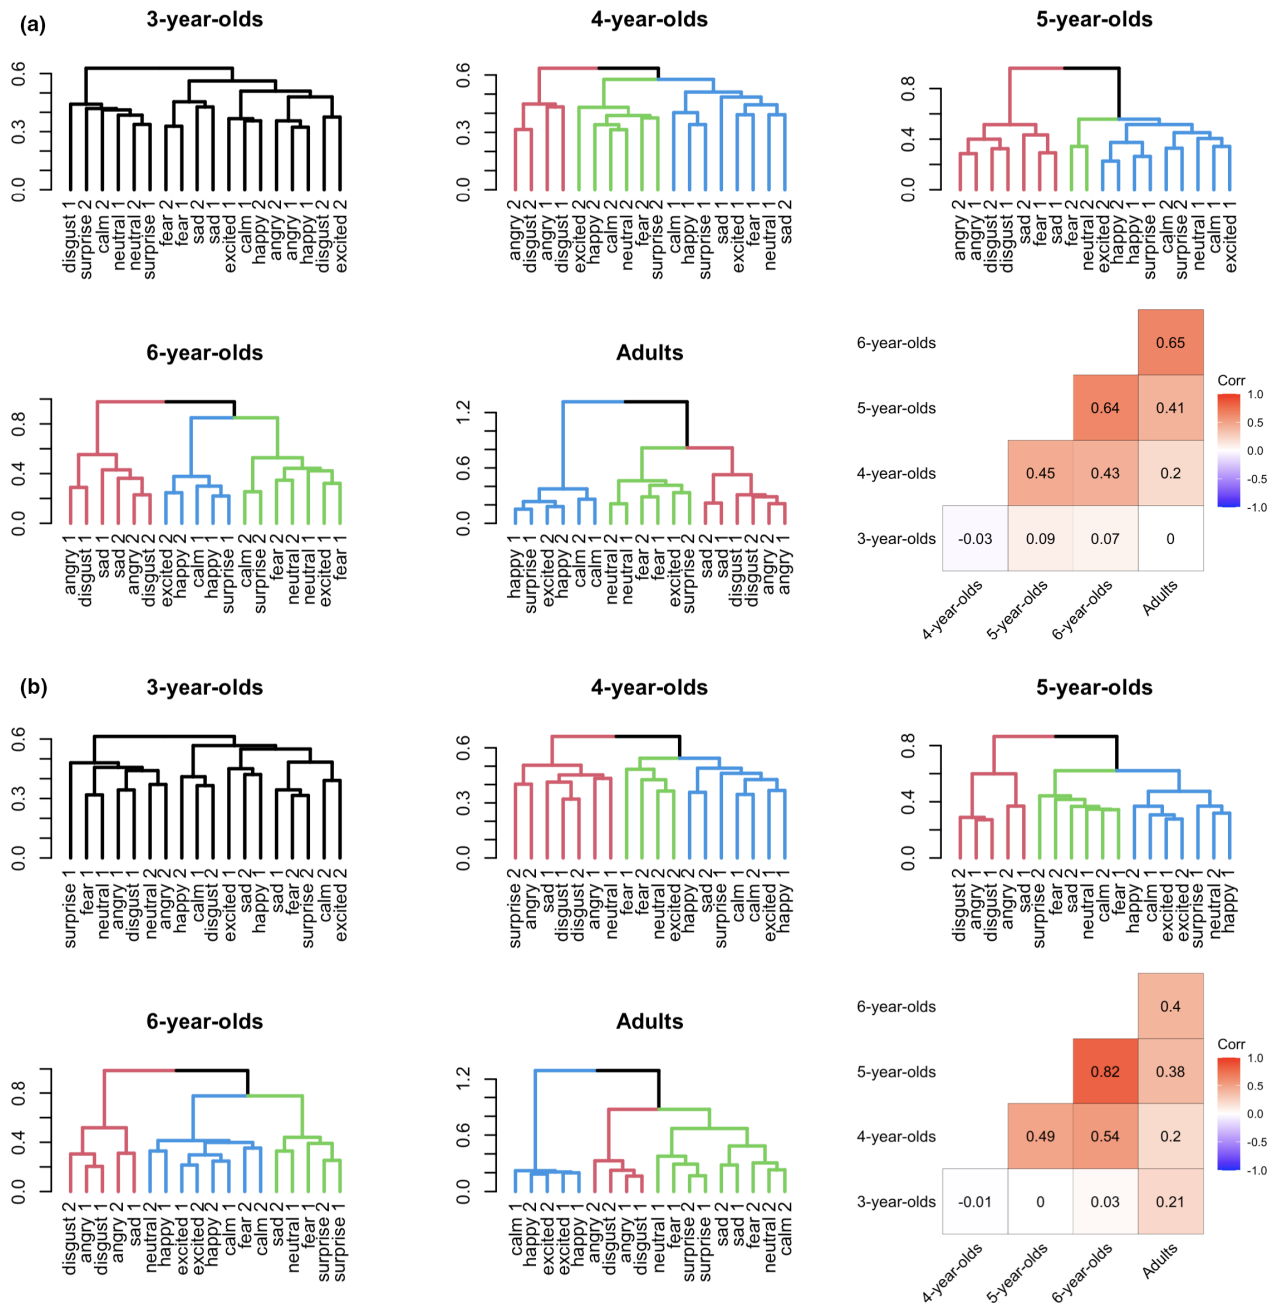 (a)
3-year-olds
4-year-olds
5-year-olds
0.0 0.3 0.6
disgust 1
surprise 2
calm 2
neutral 1
neutral 2
surprise 1
fear 2
fear 1
sad 2
sad 1
excited 1
calm 1
happy 2
angry 2
angry 1
happy 1
disgust 2
excited 2
0.0 0.3 0.6
angry 2
disgust 2
angry 1
disgust 1
excited 2
happy 2
calm 2
neutral 2
fear 2
surprise 2
calm 1
happy 1
surprise 1
sad 1
excited 1
fear 1
neutral 1
sad 2
0.0 0.4 0.8
angry 2
angry 1
disgust 2
disgust 1
sad 2
fear 1
sad 1
fear 2
neutral 2
excited 2
happy 2
happy 1
surprise 1
calm 2
surprise 2
neutral 1
calm 1
excited 1
6-year-olds
Adults
0.0 0.4 0.8
angry 1
disgust 1
sad 1
sad 2
angry 2
disgust 2
excited 2
happy 2
calm 1
happy 1
surprise 1
calm 2
surprise 2
fear 2
neutral 2
neutral 1
excited 1
fear 1
0.0 0.6 1.2
happy 1
surprise 1
excited 2
happy 2
calm 2
calm 1
neutral 2
neutral 1
fear 2
fear 1
excited 1
surprise 2
sad 2
sad 1
disgust 1
disgust 2
angry 2
angry 1
6-year-olds 0.65
5-year-olds 0.64 0.41
4-year-olds 0.45 0.43 0.2
3-year-olds -0.03 0.09 0.07 0
4-year-olds
5-year-olds
6-year-olds
Adults
Corr
1.0
0.5
0.0
-0.5
-1.0
(b)
3-year-olds
4-year-olds
5-year-olds
0.0 0.3 0.6
surprise 1
fear 1
neutral 1
angry 1
disgust 1
neutral 2
angry 2
happy 2
calm 1
disgust 2
excited 1
sad 2
happy 1
sad 1
fear 2
surprise 2
calm 2
excited 2
0.0 0.3 0.6
surprise 2
angry 2
sad 1
disgust 1
disgust 2
angry 1
neutral 1
fear 1
fear 2
neutral 2
excited 2
happy 2
sad 2
surprise 1
calm 1
calm 2
excited 1
happy 1
0.0 0.4 0.8
disgust 2
angry 1
disgust 1
angry 2
sad 1
surprise 2
fear 2
sad 2
neutral 1
calm 2
fear 1
happy 2
calm 1
excited 1
excited 2
surprise 1
neutral 2
happy 1
6-year-olds
Adults
0.0 0.4 0.8
disgust 2
angry 1
disgust 1
angry 2
sad 1
neutral 2
happy 1
excited 1
excited 2
happy 2
calm 1
fear 2
calm 2
sad 2
neutral 1
fear 1
surprise 2
surprise 1
0.0 0.6 1.2
calm 1
happy 2
excited 2
excited 1
happy 1
angry 2
disgust 2
angry 1
disgust 1
neutral 1
fear 1
surprise 2
surprise 1
sad 2
sad 1
fear 2
neutral 2
calm 2
6-year-olds 0.4
5-year-olds 0.82 0.38
4-year-olds 0.49 0.54 0.2
3-year-olds -0.01 0 0.03 0.21
4-year-olds
5-year-olds
6-year-olds
Adults
Corr
1.0
0.5
0.0
-0.5
-1.0